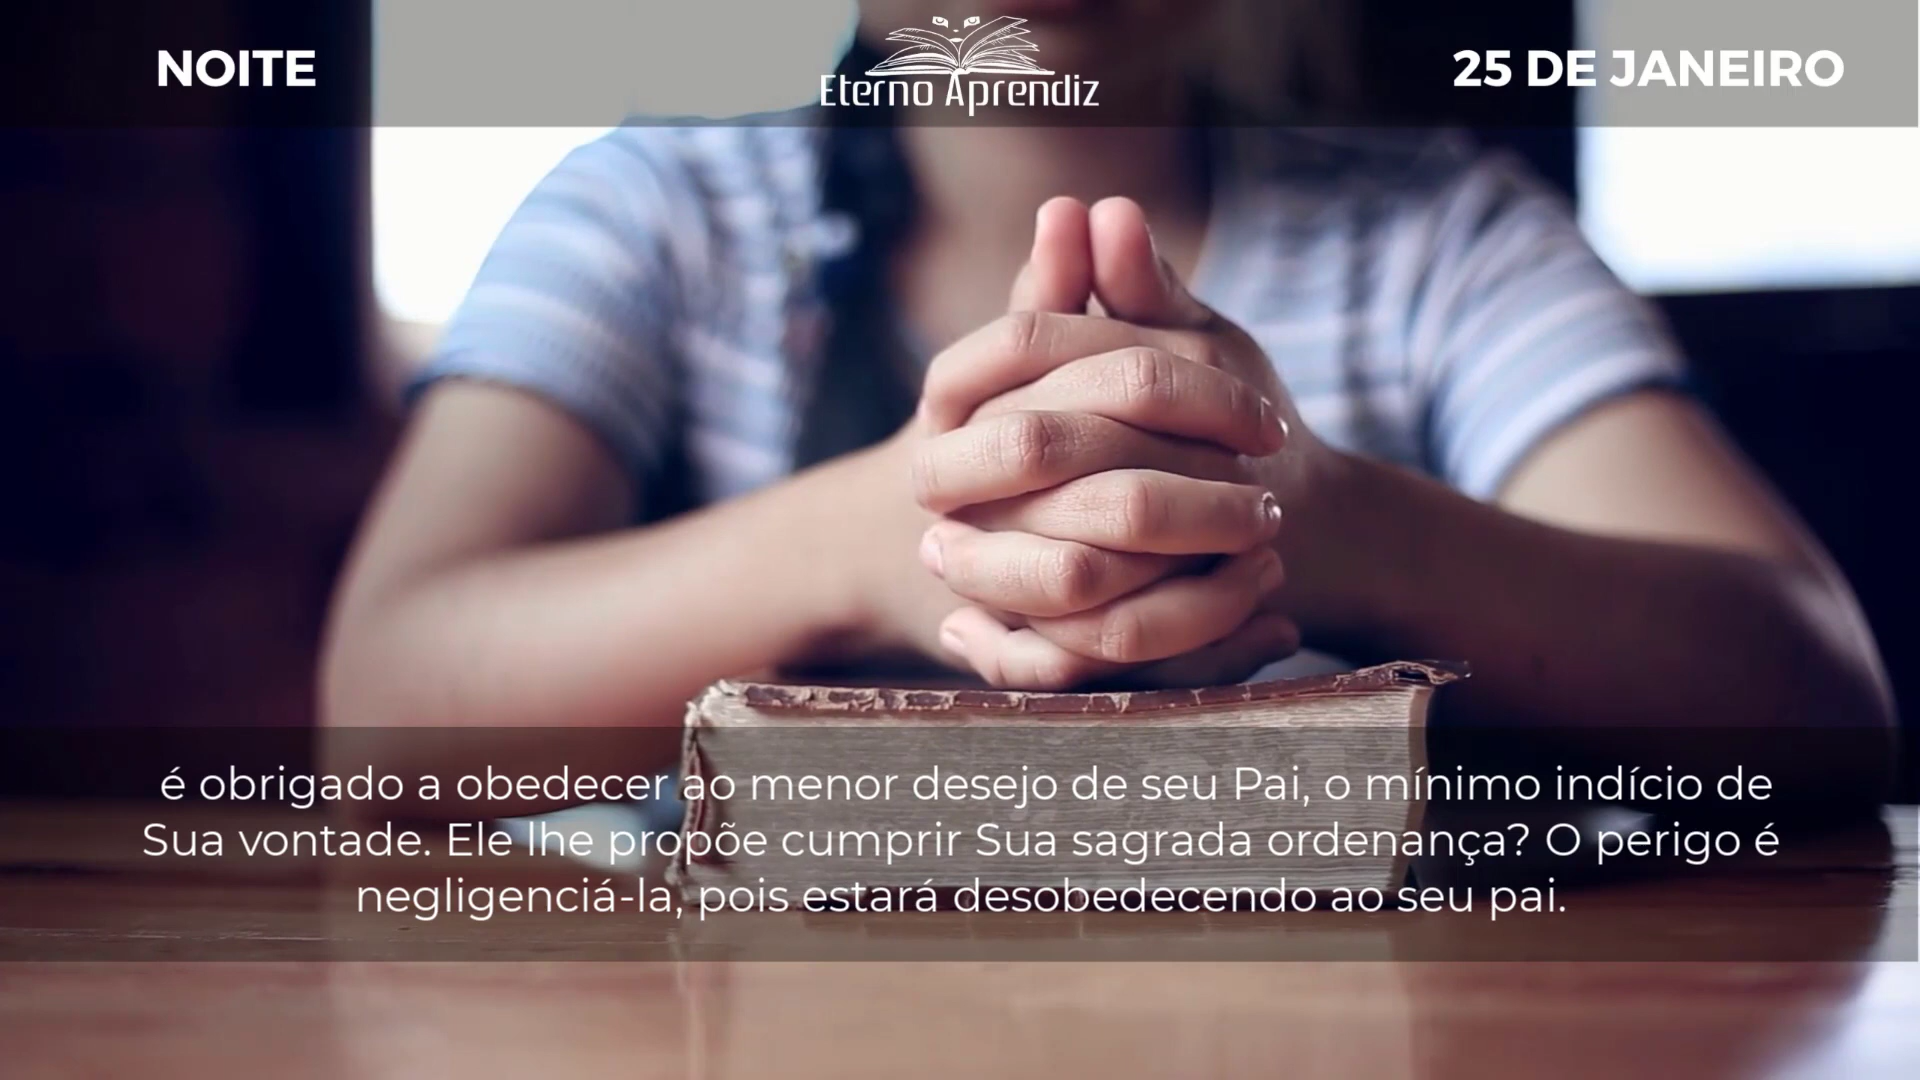 NOITE
Eterno Aprendiz
25 DE JANEIRO
é obrigado a obedecer ao menor desejo de seu Pai, o mínimo indício de
Sua vontade. Ele lhe propõe cumprir Sua sagrada ordenança? O perigo é
negligenciá-la, pois estará desobedecendo ao seu pai.